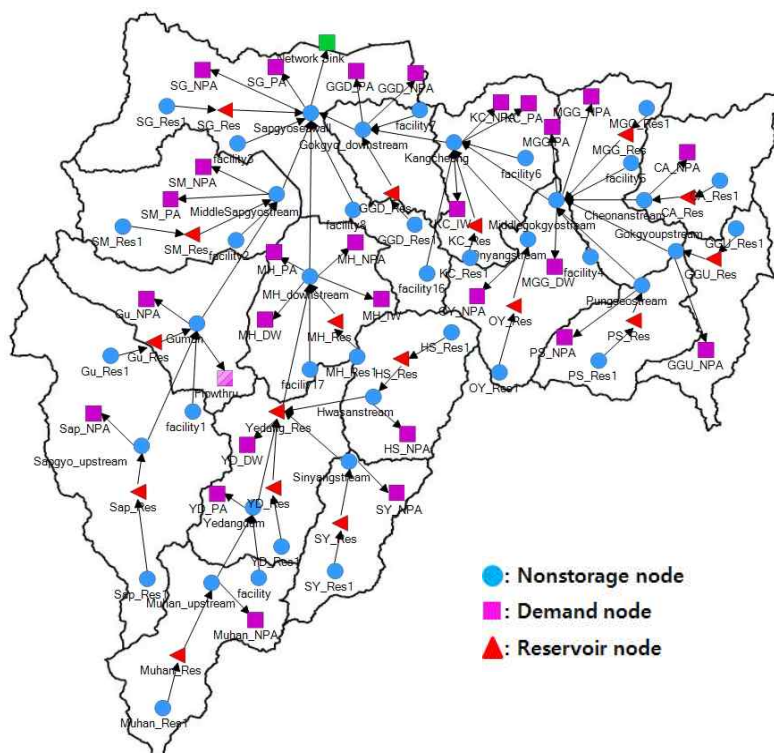 Network Sink
SG_NPA
SG_PA
GGD_PA
GGD_NPA
SG_Res1
SG_Res
Sapgyoseawall
Gokgyo_downstream
facility7
facility3
KC_NPA
KC_PA
MGG_NPA
MGG_Res1
MGG_PA
MGG_Res
Kangcheong
facility6
facility5
CA_NPA
SM_NPA
SM_PA
MiddleSapgyostream
GGD_Res
facility8
GGD_Res1
KC_IW
KC_Res
Middlegokgyostream
Cheonanstream
CA_Res1
CA_Res
SM_Res1
SM_Res
facility2
MH_PA
MH_NPA
Onyangstream
Gokgyoupstream
GGU_Res1
GGU_Res
KC_Res1
MGG_DW
facility4
facility16
Gu_NPA
MH_downstream
MH_IW
OY_NPA
OY_Res
Pungseostream
Guman
MH_DW
MH_Res
HS_Res1
PS_NPA
PS_Res
Gu_Res1
Gu_Res
Flowthru
facility17
MH_Res1
HS_Res
OY_Res1
PS_Res1
GGU_NPA
Sap_NPA
facility1
Yedang_Res
Hwasanstream
HS_NPA
Sapgyo_upstream
YD_DW
Sinyangstream
Sap_Res
YD_PA
YD_Res
Yedangdam
SY_NPA
SY_Res
YD_Res1
Sap_Res1
Muhan_upstream
facility
SY_Res1
Muhan_NPA
Muhan_Res
Muhan_Res1
: Nonstorage node
: Demand node
: Reservoir node